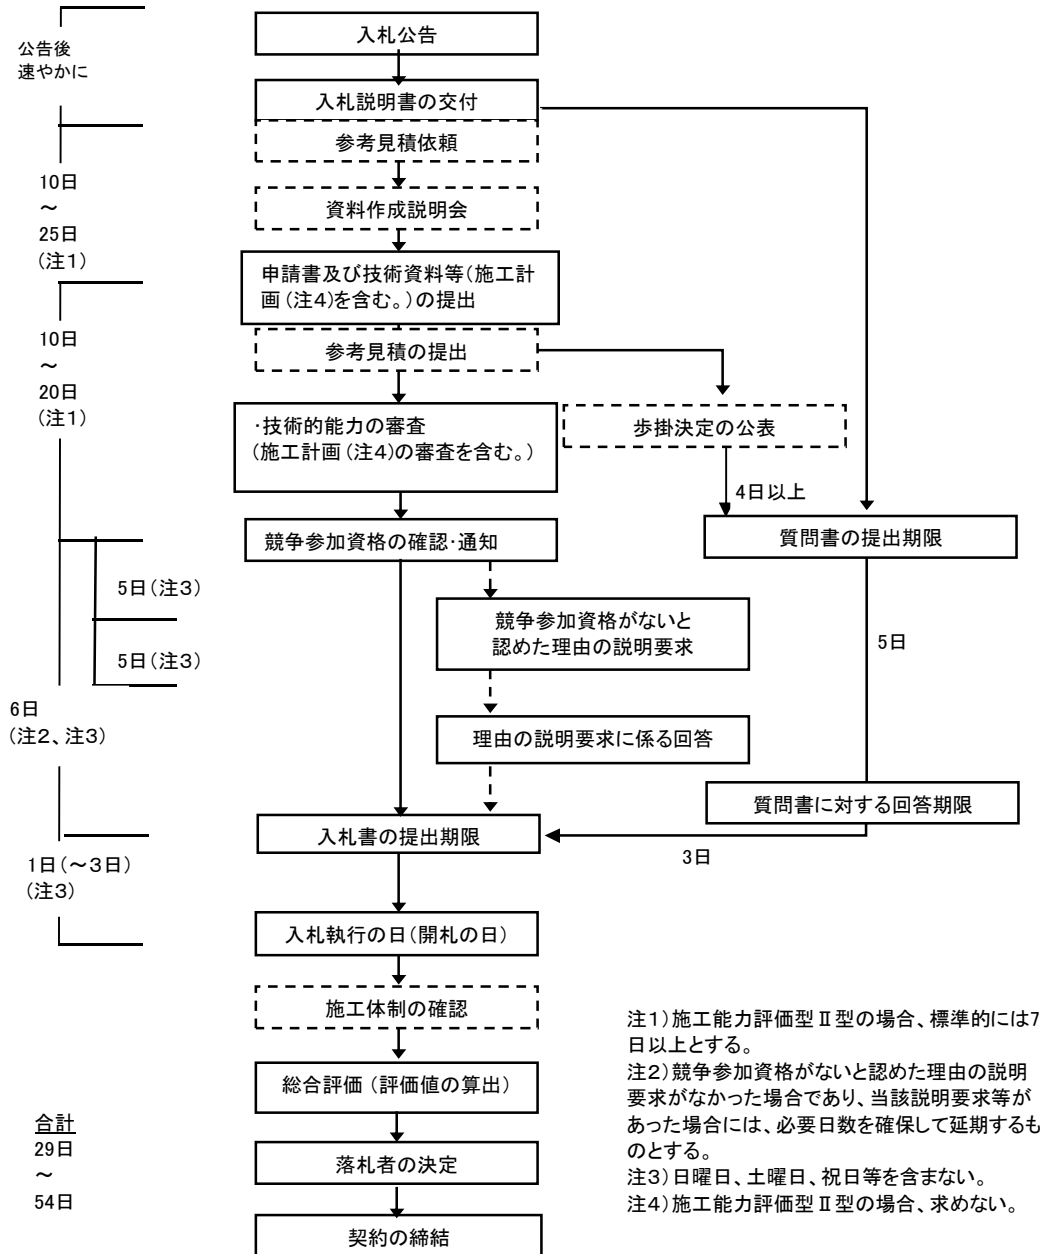 入札公告
公告後
速やかに
入札説明書の交付
参考見積依頼
10日
～
25日
(注1)
資料作成説明会
申請書及び技術資料等(施工計
画(注4)を含む。)の提出
10日
～
20日
(注1)
参考見積の提出
・技術的能力の審査
(施工計画(注4)の審査を含む。)
歩掛決定の公表
4日以上
競争参加資格の確認・通知
質問書の提出期限
5日(注3)
5日(注3)
競争参加資格がないと
認めた理由の説明要求
5日
6日
(注2、注3)
理由の説明要求に係る回答
質問書に対する回答期限
入札書の提出期限
3日
1日(～3日)
(注3)
入札執行の日(開札の日)
施工体制の確認
総合評価(評価値の算出)
落札者の決定
契約の締結
合計
29日
～
54日
注1)施工能力評価型Ⅱ型の場合、標準的には7
日以上とする。
注2)競争参加資格がないと認めた理由の説明
要求がなかった場合であり、当該説明要求等が
あった場合には、必要日数を確保して延期するも
のとする。
注3)日曜日、土曜日、祝日等を含まない。
注4)施工能力評価型Ⅱ型の場合、求めない。